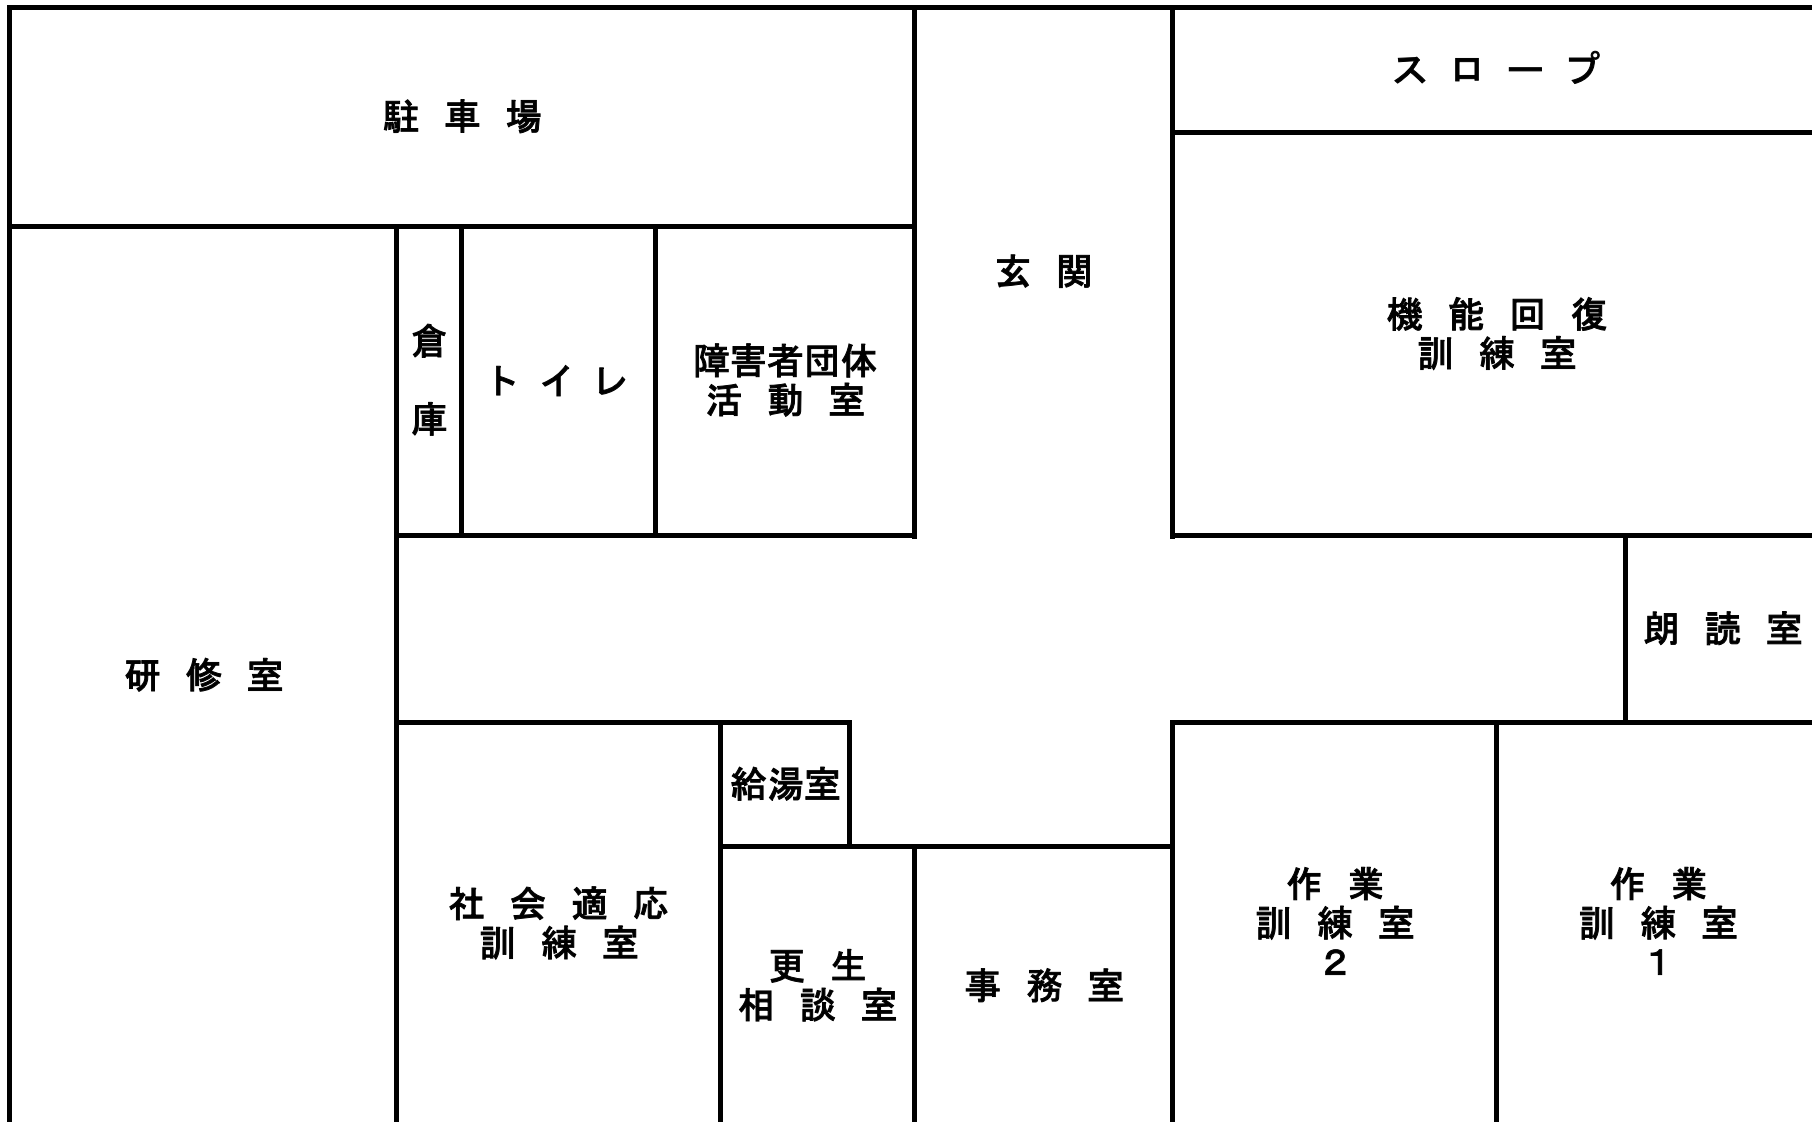 駐車場
スロープ
玄関
機能回復
訓練室
倉
庫
トイレ
障害者団体
活動室
朗読室
研修室
給湯室
社会適応
訓練室
更生
相談室
事務室
作業
訓練室
２
作業
訓練室
１